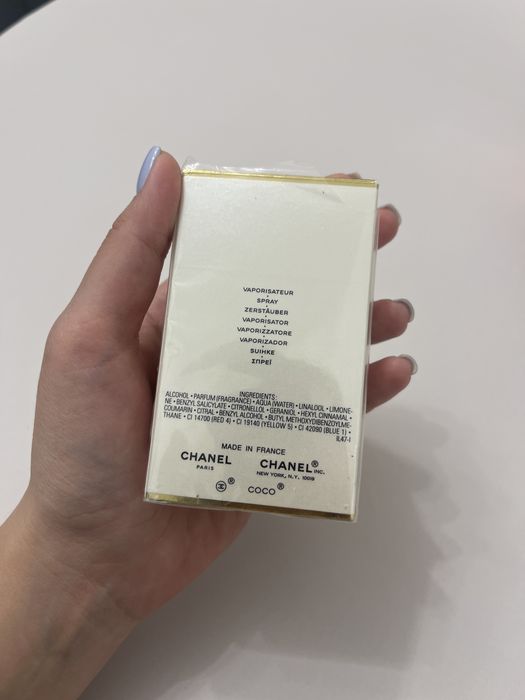 VAPORISATEUR
SPRAY
ZERSTÄUBER
VAPORISATOR
VAPORIZZATORE
VAPORIZADOR
SUIHKE
ΣΠΡΕΪ
INGREDIENTS:
ALCOHOL • PARFUM (FRAGRANCE) • AQUA (WATER) • LINALOOL • LIMONE-
NE • BENZYL SALICYLATE • CITRONELLOL • GERANIOL • HEXYL CINNAMAL •
COUMARIN • CITRAL • BENZYL ALCOHOL • BUTYL METHOXYDIBENZOYLME-
THANE • CI 14700 (RED 4) • CI 19140 (YELLOW 5) • CI 42090 (BLUE 1) •
IL47-I
MADE IN FRANCE
CHANEL CHANEL® INC.
PARIS NEW YORK, N.Y. 10019
® COCO®